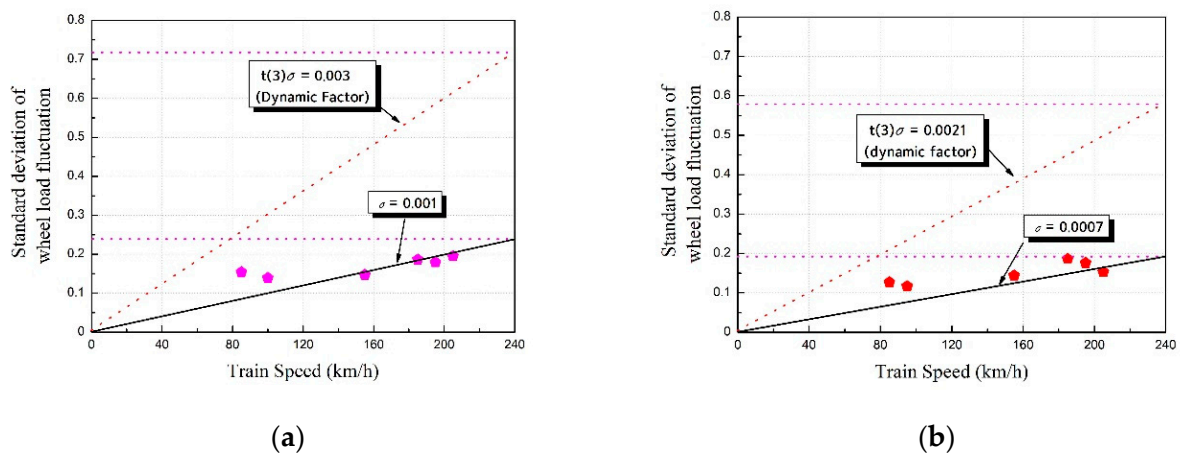 0.8
0.7
0.6
0.5
0.4
0.3
0.2
0.1
0
Standard deviation of
wheel load fluctuation
t(3)σ = 0.003
(Dynamic Factor)
σ = 0.001
0 40 80 120 160 200 240
Train Speed (km/h)
(a)
0.8
0.7
0.6
0.5
0.4
0.3
0.2
0.1
0
Standard deviation of
wheel load fluctuation
t(3)σ = 0.0021
(dynamic factor)
σ = 0.0007
0 40 80 120 160 200 240
Train Speed (km/h)
(b)